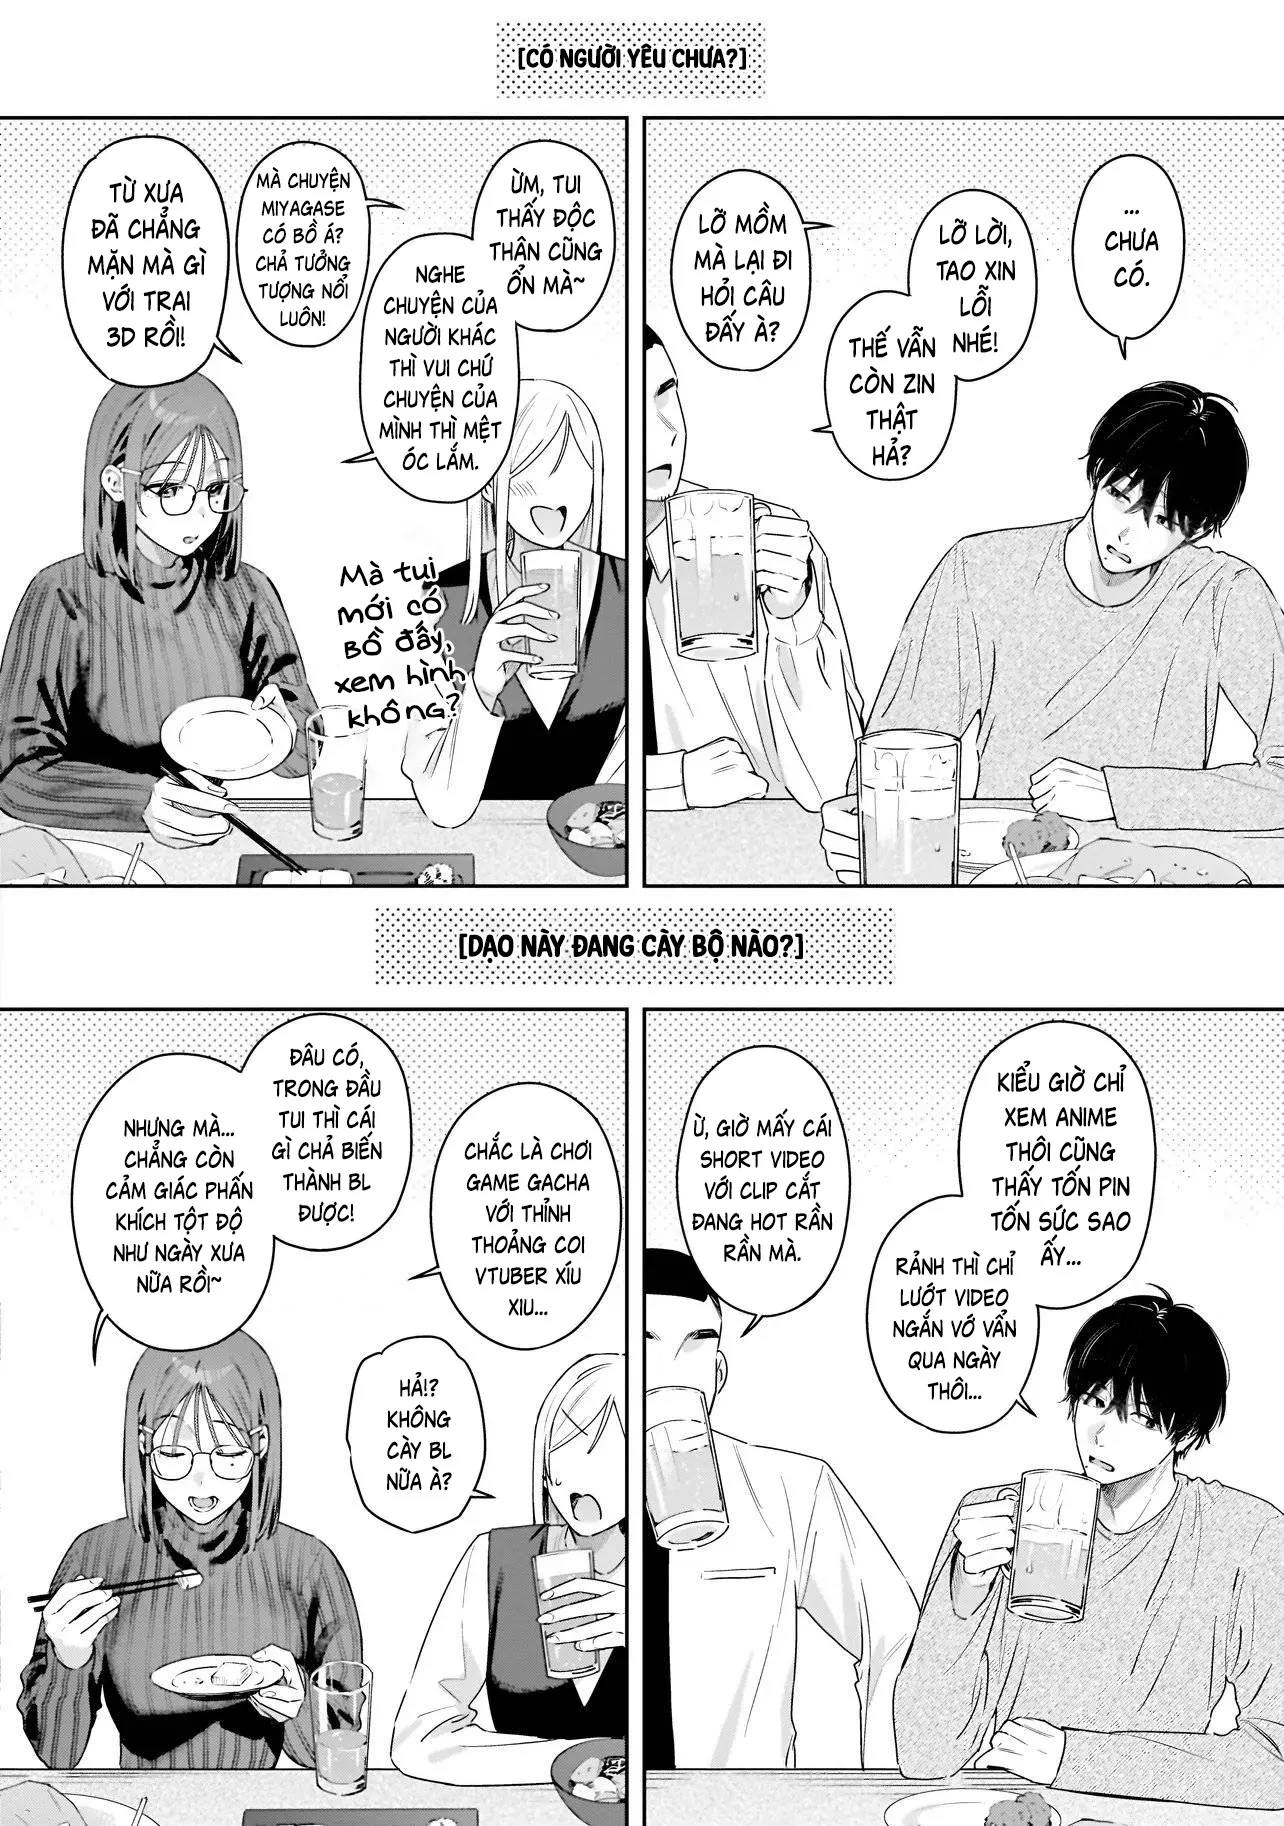 [CÓ NGƯỜI YÊU CHƯA?]
...
CHƯA
CÓ.
LỠ LỜI,
TAO XIN
LỖI
NHÉ!
THẾ VẪN
CÒN ZIN
THẬT
HẢ?
LỠ MỒM
MÀ LẠI ĐI
HỎI CÂU
ĐẤY À?
ỪM, TUI
THẤY ĐỘC
THÂN CŨNG
ỔN MÀ~
NGHE
CHUYỆN CỦA
NGƯỜI KHÁC
THÌ VUI CHỨ
CHUYỆN CỦA
MÌNH THÌ MỆT
ÓC LẮM.
MÀ CHUYỆN
MIYAGASE
CÓ BỒ Á?
CHẢ TƯỞNG
TƯỢNG NỔI
LUÔN!
TỪ XƯA
ĐÃ CHẲNG
MẶN MÀ GÌ
VỚI TRAI
3D RỒI!
Mà tui
mới có
bồ đấy,
xem hình
không?
[DẠO NÀY ĐANG CÀY BỘ NÀO?]
KIỂU GIỜ CHỈ
XEM ANIME
THÔI CŨNG
THẤY TỐN PIN
TỐN SỨC SAO
ẤY...
RẢNH THÌ CHỈ
LƯỚT VIDEO
NGẮN VỚ VẨN
QUA NGÀY
THÔI...
Ừ, GIỜ MẤY CÁI
SHORT VIDEO
VỚI CLIP CẮT
ĐANG HOT RẦN
RẦN MÀ.
CHẮC LÀ CHƠI
GAME GACHA
VỚI THỈNH
THOẢNG COI
VTUBER XÍU
XIU...
HẢ!?
KHÔNG
CÀY BL
NỮA À?
ĐÂU CÓ,
TRONG ĐẦU
TUI THÌ CÁI
GÌ CHẢ BIẾN
THÀNH BL
ĐƯỢC!
NHƯNG MÀ...
CHẲNG CÒN
CẢM GIÁC PHẤN
KHÍCH TỘT ĐỘ
NHƯ NGÀY XƯA
NỮA RỒI~